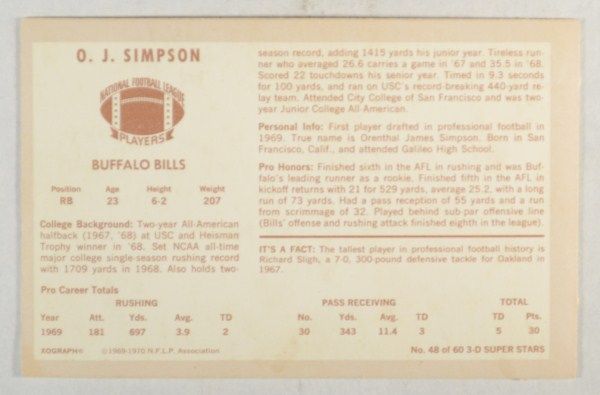 O. J. SIMPSON
NATIONAL FOOTBALL LEAGUE
PLAYERS
BUFFALO BILLS
Position Age Height Weight
RB 23 6-2 207
College Background: Two-year All-American
halfback (1967, '68) at USC and Heisman
Trophy winner in '68. Set NCAA all-time
major college single-season rushing record
with 1709 yards in 1968. Also holds two-
season record, adding 1415 yards his junior year. Tireless run-
ner who averaged 26.6 carries a game in '67 and 35.5 in '68.
Scored 22 touchdowns his senior year. Timed in 9.3 seconds
for 100 yards, and ran on USC's record-breaking 440-yard re-
lay team. Attended City College of San Francisco and was two-
year Junior College All-American.
Personal Info: First player drafted in professional football in
1969. True name is Orenthal James Simpson. Born in San
Francisco, Calif., and attended Galileo High School.
Pro Honors: Finished sixth in the AFL in rushing and was Buf-
falo's leading runner as a rookie. Finished fifth in the AFL in
kickoff returns with 21 for 529 yards, average 25.2, with a long
run of 73 yards. Had a pass reception of 55 yards and a run
from scrimmage of 32. Played behind sub par offensive line
(Bills' offense and rushing attack finished eighth in the league).
IT'S A FACT: The tallest player in professional football history is
Richard Sligh, a 7-0, 300-pound defensive tackle for Oakland in
1967.
Pro Career Totals
RUSHING PASS RECEIVING TOTAL
Year Att. Yds. Avg. TD No. Yds. Avg. TD TD Pts.
1969 181 697 3.9 2 30 343 11.4 3 5 30
XOGRAPH® ©1969-1970 N.F.L.P. Association No. 48 of 60 3-D SUPER STARS